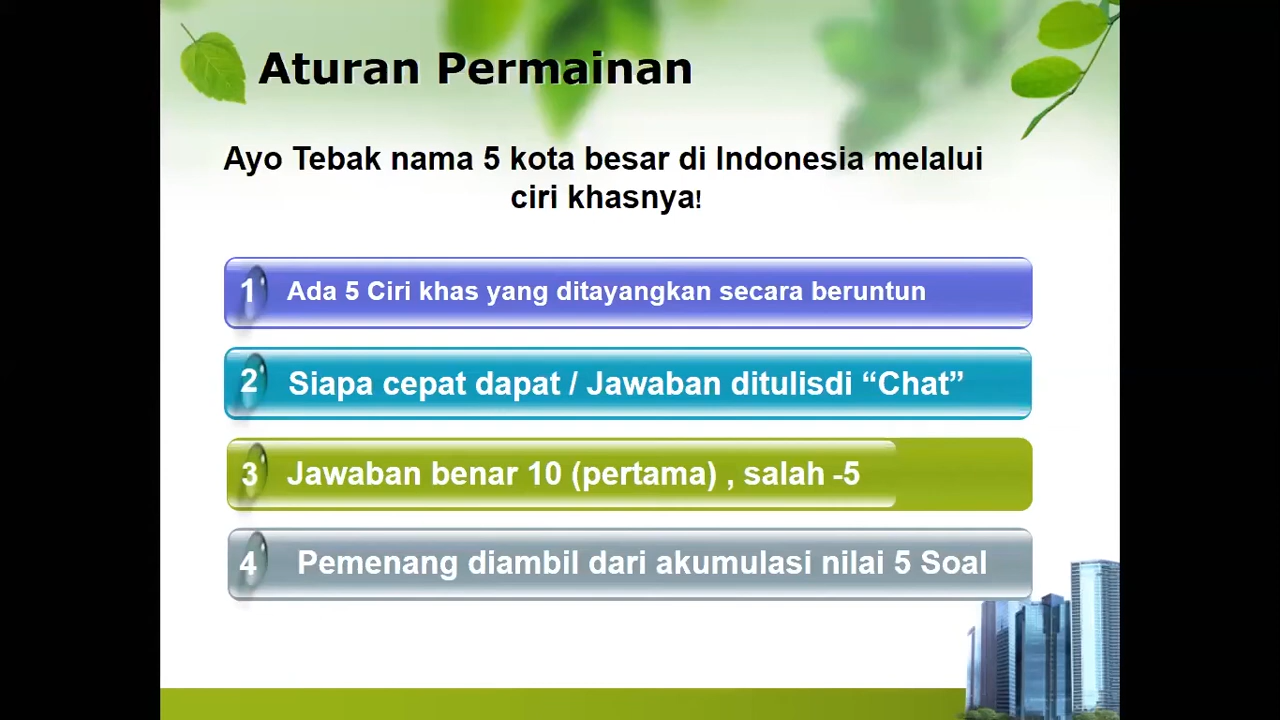 Aturan Permainan
Ayo Tebak nama 5 kota besar di Indonesia melalui
ciri khasnya!
1 Ada 5 Ciri khas yang ditayangkan secara beruntun
2 Siapa cepat dapat / Jawaban ditulisdi “Chat”
3 Jawaban benar 10 (pertama) , salah -5
4 Pemenang diambil dari akumulasi nilai 5 Soal